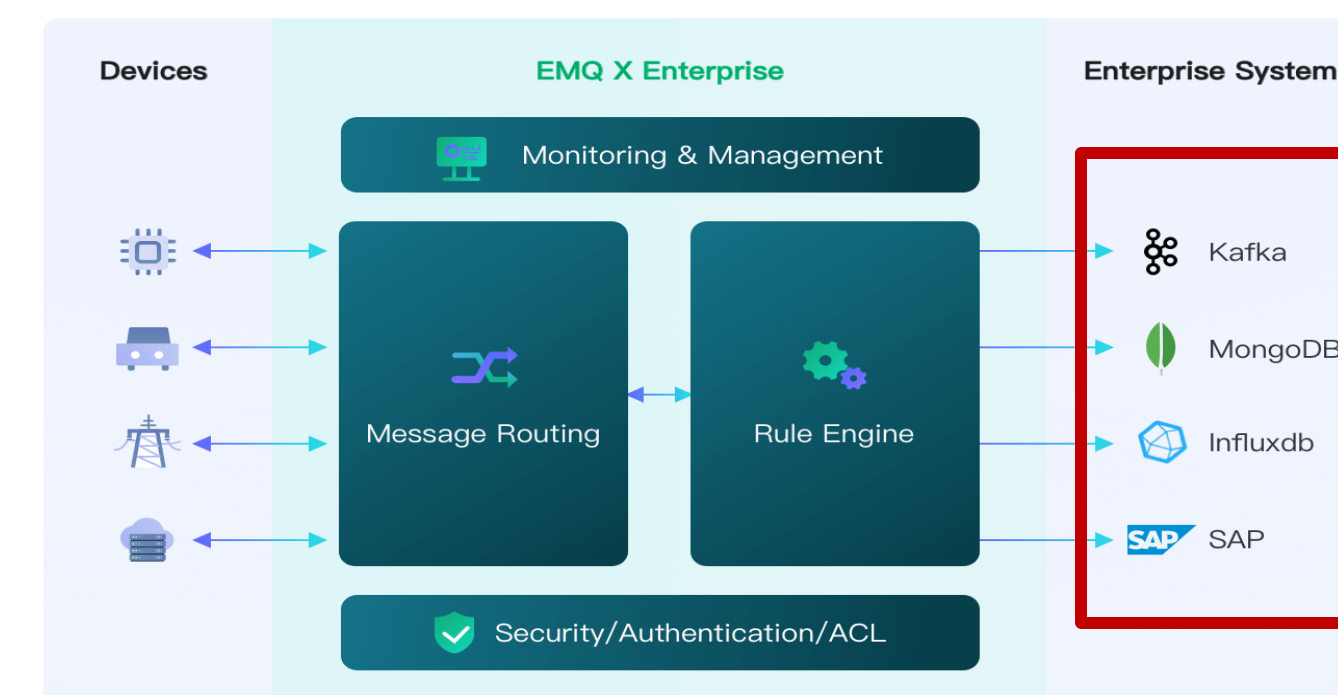 Devices
EMQ X Enterprise
Enterprise System
Monitoring & Management
Message Routing
Rule Engine
Kafka
MongoDB
Influxdb
SAP SAP
Security/Authentication/ACL